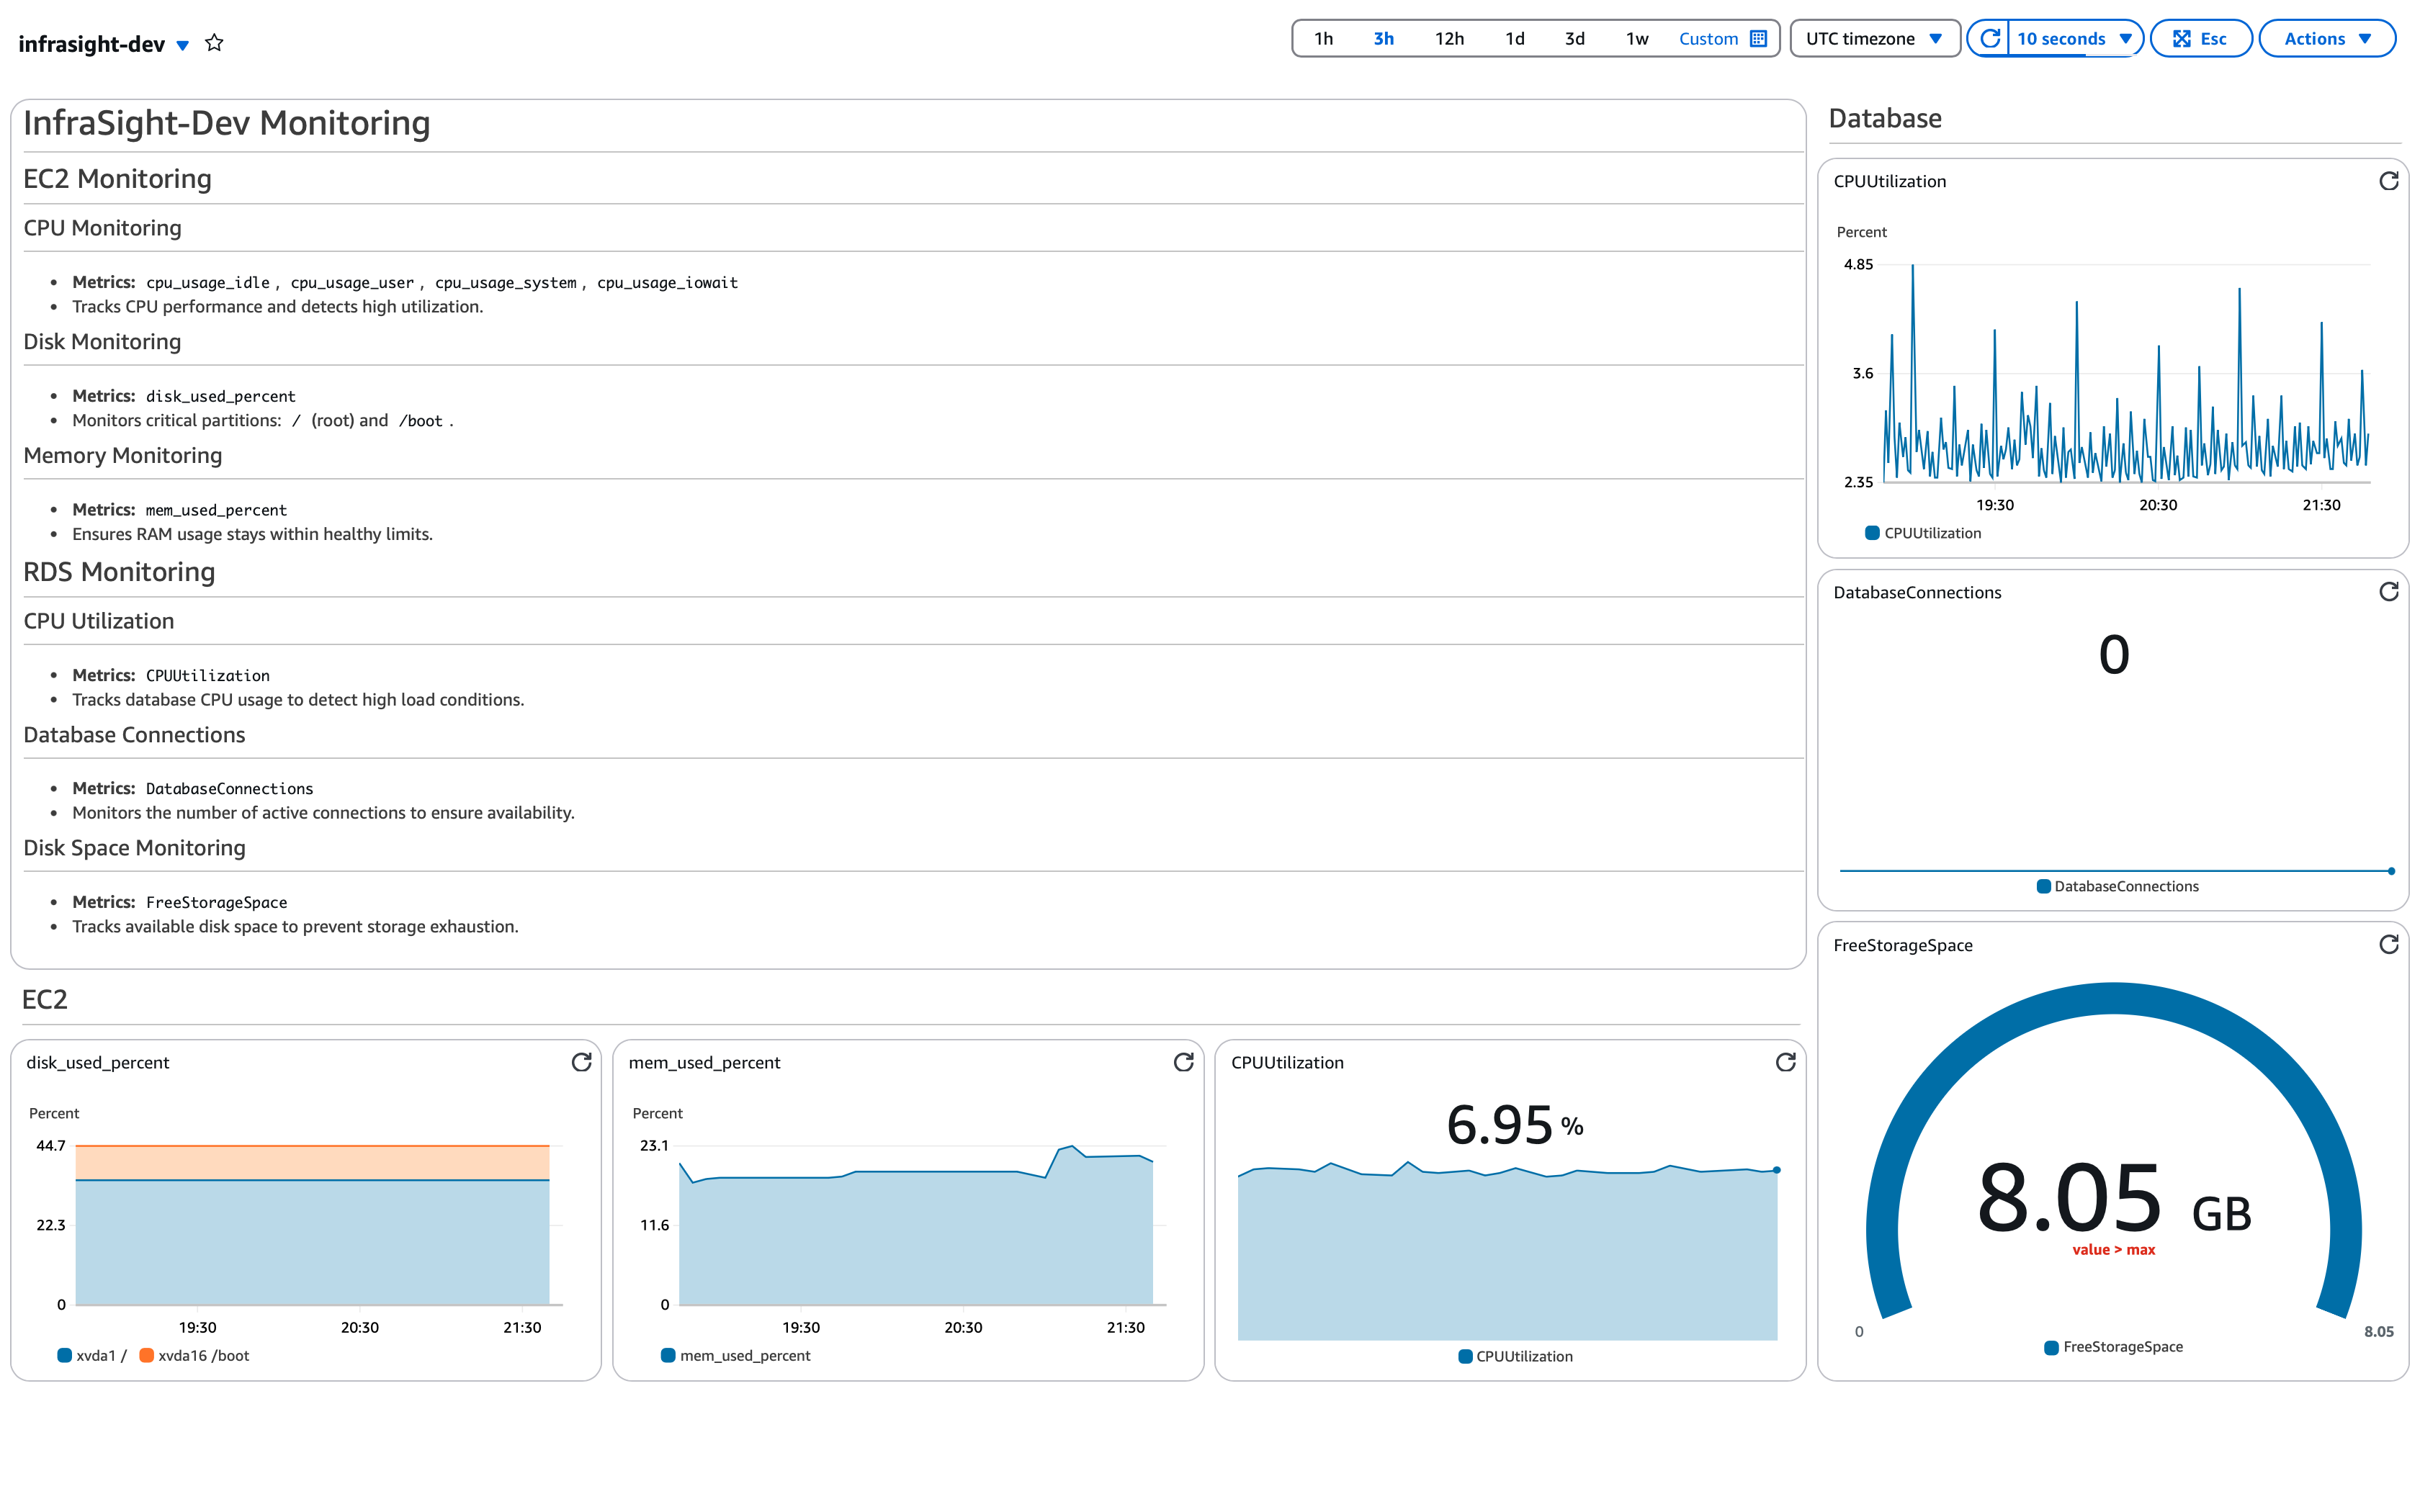 infrasight-dev
1h 3h 12h 1d 3d 1w Custom UTC timezone 10 seconds Esc Actions
InfraSight-Dev Monitoring
EC2 Monitoring
CPU Monitoring
• Metrics: cpu_usage_idle , cpu_usage_user , cpu_usage_system , cpu_usage_iowait
• Tracks CPU performance and detects high utilization.
Disk Monitoring
• Metrics: disk_used_percent
• Monitors critical partitions: / (root) and /boot .
Memory Monitoring
• Metrics: mem_used_percent
• Ensures RAM usage stays within healthy limits.
RDS Monitoring
CPU Utilization
• Metrics: CPUUtilization
• Tracks database CPU usage to detect high load conditions.
Database Connections
• Metrics: DatabaseConnections
• Monitors the number of active connections to ensure availability.
Disk Space Monitoring
• Metrics: FreeStorageSpace
• Tracks available disk space to prevent storage exhaustion.
Database
CPUUtilization
Percent
4.85
3.6
2.35
19:30 20:30 21:30
CPUUtilization
DatabaseConnections
0
DatabaseConnections
FreeStorageSpace
8.05 GB
value > max
0 8.05
FreeStorageSpace
EC2
disk_used_percent
Percent
44.7
22.3
0
19:30 20:30 21:30
xvda1 / xvda16 /boot
mem_used_percent
Percent
23.1
11.6
0
19:30 20:30 21:30
mem_used_percent
CPUUtilization
6.95 %
CPUUtilization